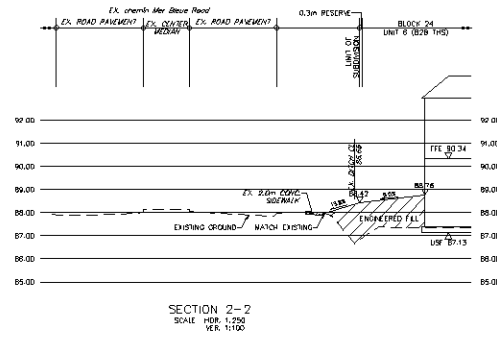 EX. chemin Mer Bleue Road
0.3m RESERVE
BLOCK 24
EX. ROAD PAVEMENT
EX. CENTER
MEDIAN
EX. ROAD PAVEMENT
UNIT 6 (B2B THS)
LIMIT OF
SUBDIVISION
92.00
92.00
91.00
91.00
FFE 90.34
90.00
90.00
EX. DITCH CL
88.76
89.00
89.00
EX. 2.0m CONC.
SIDEWALK
88.00
88.00
EXISTING GROUND
MATCH EXISTING
ENGINEERED FILL
87.00
87.00
USF 87.13
86.00
86.00
85.00
85.00
SECTION 2-2
SCALE HOR. 1:250
VER. 1:100